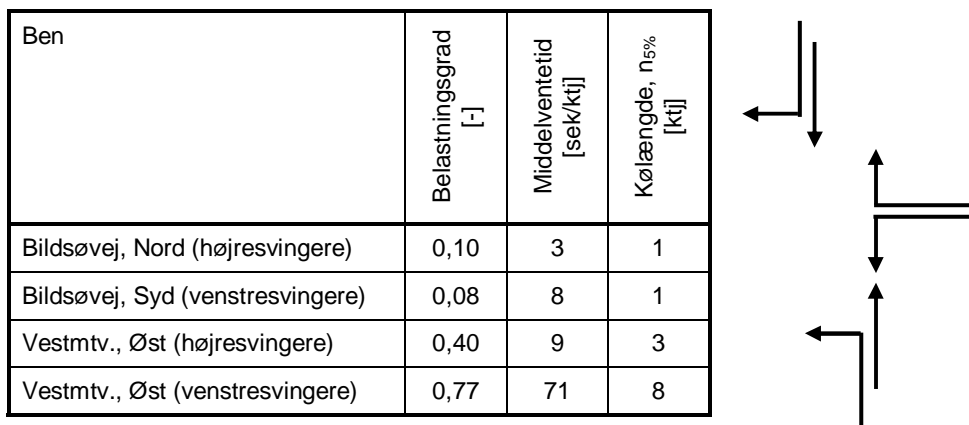 Ben
Belastningsgrad
[-]
Middelventetid
[sek/ktj]
Kølængde, n5%
[ktj]
Bildsøvej, Nord (højresvingere) 0,10 3 1
Bildsøvej, Syd (venstresvingere) 0,08 8 1
Vestmtv., Øst (højresvingere) 0,40 9 3
Vestmtv., Øst (venstresvingere) 0,77 71 8